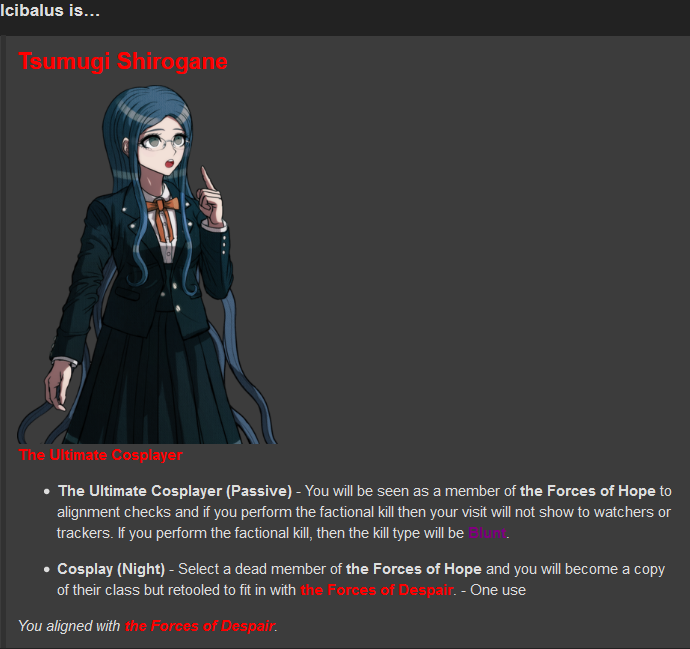 Icibalus is…
Tsumugi Shirogane
The Ultimate Cosplayer
• The Ultimate Cosplayer (Passive) - You will be seen as a member of the Forces of Hope to
alignment checks and if you perform the factional kill then your visit will not show to watchers or
trackers. If you perform the factional kill, then the kill type will be Blunt.
• Cosplay (Night) - Select a dead member of the Forces of Hope and you will become a copy
of their class but retooled to fit in with the Forces of Despair. - One use
You aligned with the Forces of Despair.